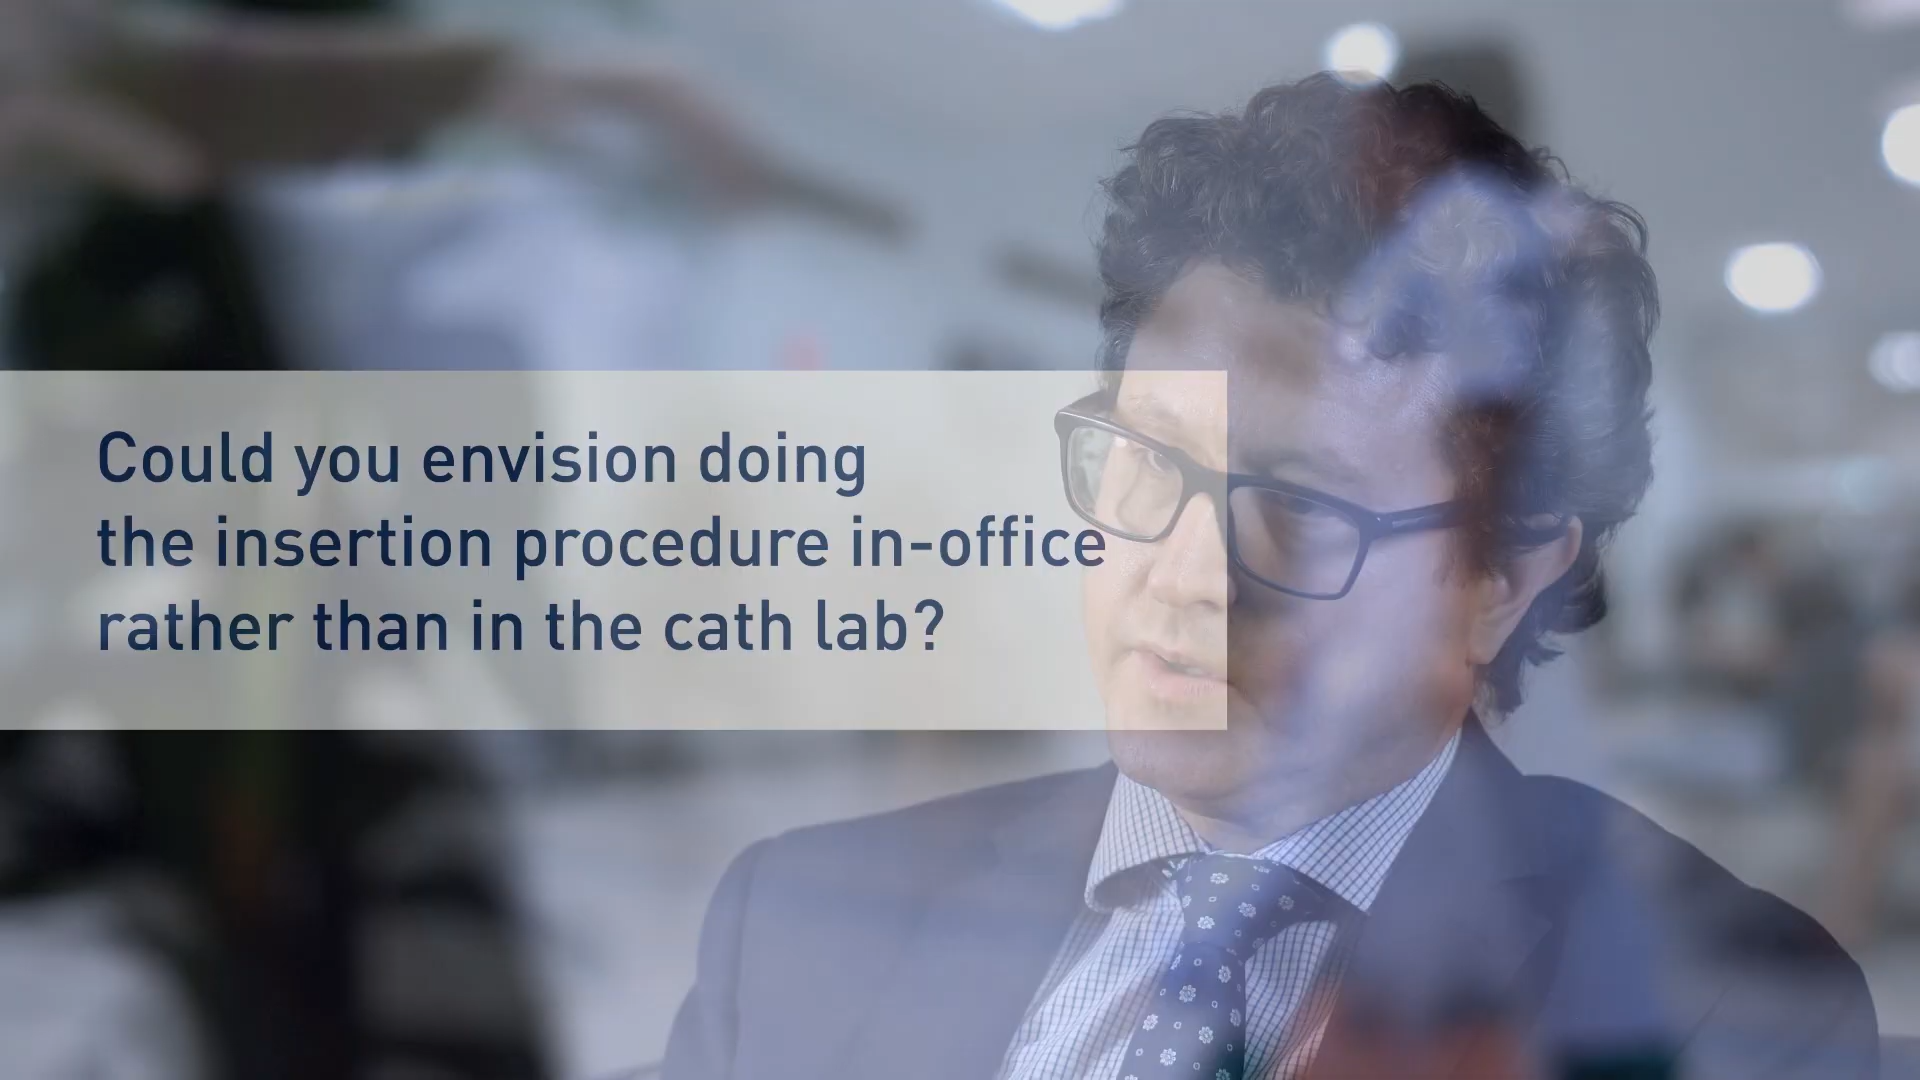 Could you envision doing
the insertion procedure in-office
rather than in the cath lab?